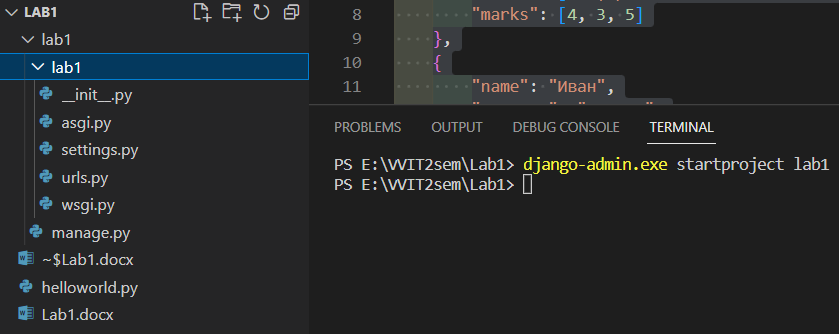 LAB1
lab1
lab1
__init__.py
asgi.py
settings.py
urls.py
wsgi.py
manage.py
~$Lab1.docx
helloworld.py
Lab1.docx
8 "marks": [4, 3, 5]
9 },
10 {
11 "name": "Иван",
PROBLEMS OUTPUT DEBUG CONSOLE TERMINAL
PS E:\VVIT2sem\Lab1> django-admin.exe startproject lab1
PS E:\VVIT2sem\Lab1>